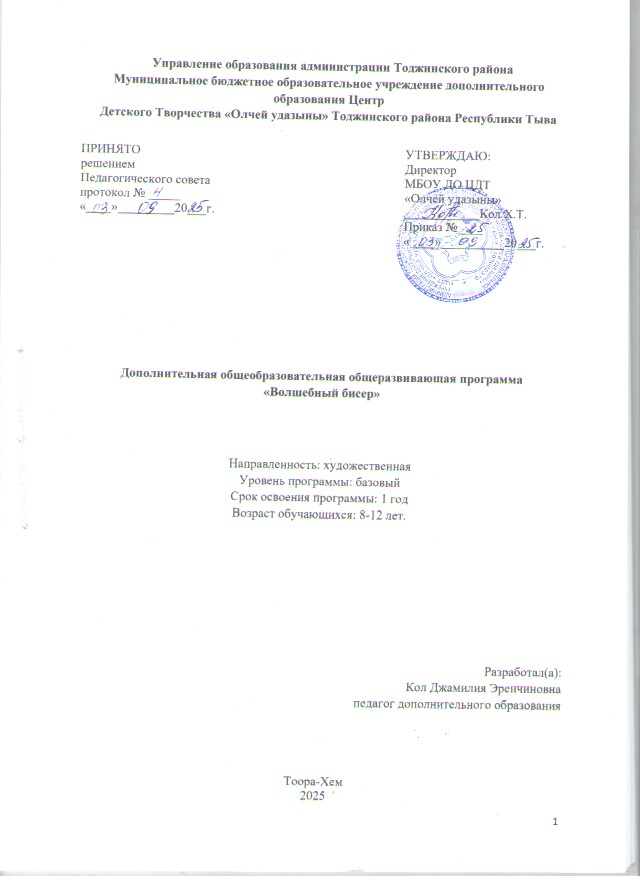 Управление образования администрации Тоджинского района
Муниципальное бюджетное образовательное учреждение дополнительного
образования Центр
Детского Творчества «Олчей удазыны» Тоджинского района Республики Тыва
ПРИНЯТО
решением
Педагогического совета
протокол № 4
«03» 09 2025г.
УТВЕРЖДАЮ:
Директор
МБОУ ДО ЦДТ
«Олчей удазыны»
Кол Х.Т.
Приказ № 25
«03» 09 2025г.
Дополнительная общеобразовательная общеразвивающая программа
«Волшебный бисер»
Направленность: художественная
Уровень программы: базовый
Срок освоения программы: 1 год
Возраст обучающихся: 8-12 лет.
Разработал(а):
Кол Джамилия Эренчиновна
педагог дополнительного образования
Тоора-Хем
2025
1